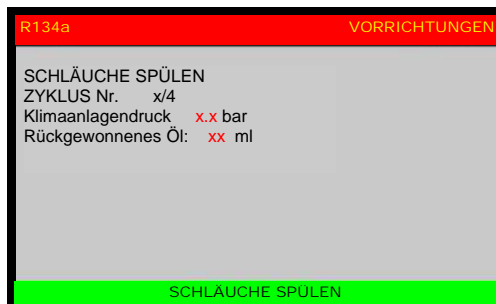 R134a VORRICHTUNGEN
SCHLÄUCHE SPÜLEN
ZYKLUS Nr. x/4
Klimaanlagendruck x.x bar
Rückgewonnenes Öl: xx ml
SCHLÄUCHE SPÜLEN